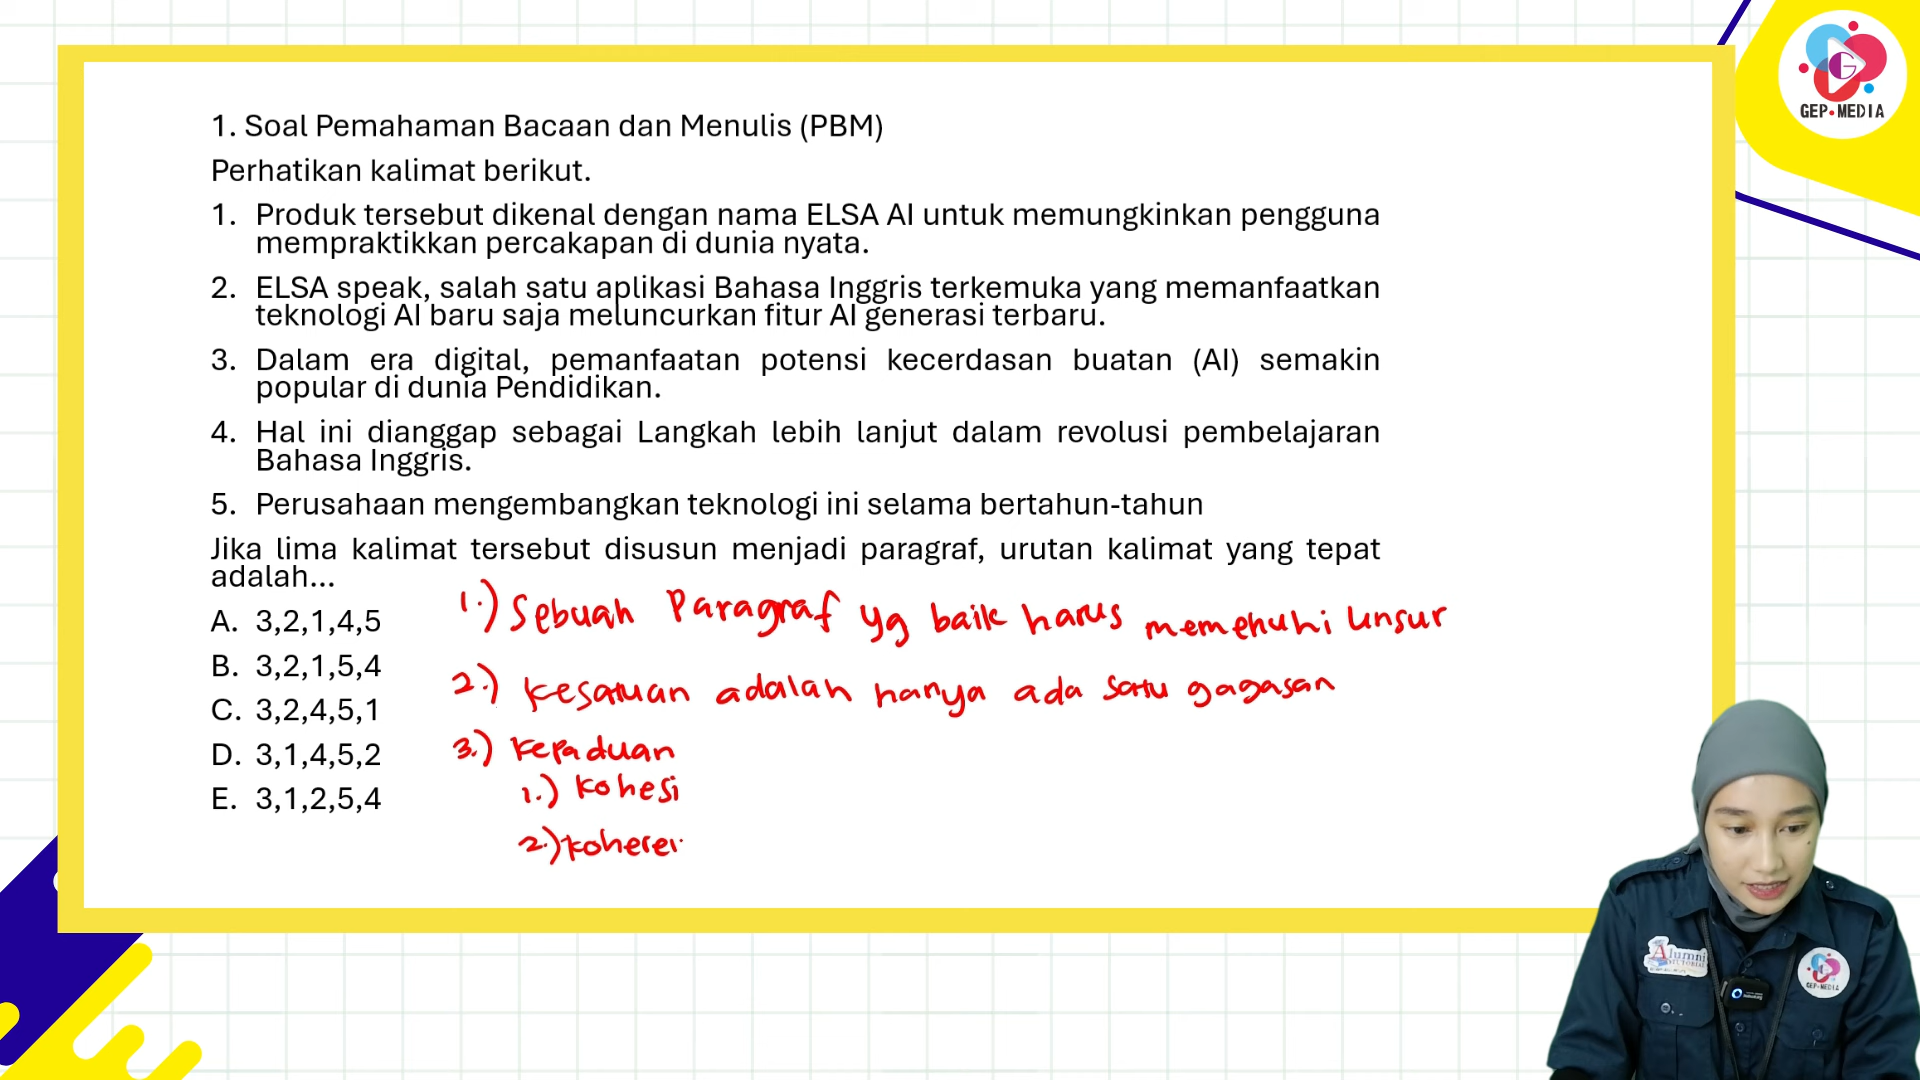 GEP•MEDIA
1. Soal Pemahaman Bacaan dan Menulis (PBM)
Perhatikan kalimat berikut.
1. Produk tersebut dikenal dengan nama ELSA AI untuk memungkinkan pengguna
mempraktikkan percakapan di dunia nyata.
2. ELSA speak, salah satu aplikasi Bahasa Inggris terkemuka yang memanfaatkan
teknologi AI baru saja meluncurkan fitur AI generasi terbaru.
3. Dalam era digital, pemanfaatan potensi kecerdasan buatan (AI) semakin
popular di dunia Pendidikan.
4. Hal ini dianggap sebagai Langkah lebih lanjut dalam revolusi pembelajaran
Bahasa Inggris.
5. Perusahaan mengembangkan teknologi ini selama bertahun-tahun
Jika lima kalimat tersebut disusun menjadi paragraf, urutan kalimat yang tepat
adalah...
A. 3,2,1,4,5
B. 3,2,1,5,4
C. 3,2,4,5,1
D. 3,1,4,5,2
E. 3,1,2,5,4
1.) Sebuah Paragraf yg baik harus memenuhi unsur
2.) Kesatuan adalah hanya ada satu gagasan
3.) Kepaduan
1.) Kohesi
2.) Koheren
Alumni
GEP•MEDIA